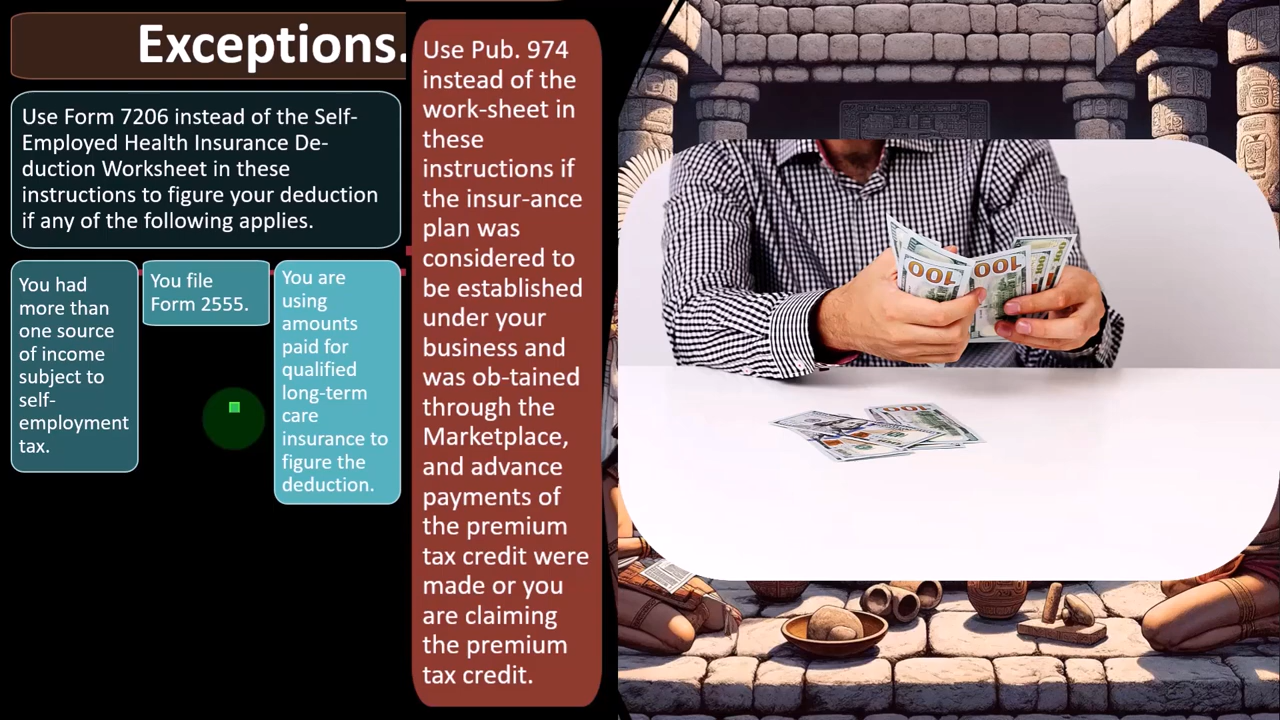 Exceptions.
Use Form 7206 instead of the Self-
Employed Health Insurance De-
duction Worksheet in these
instructions to figure your deduction
if any of the following applies.
You had
more than
one source
of income
subject to
self-
employment
tax.
You file
Form 2555.
You are
using
amounts
paid for
qualified
long-term
care
insurance to
figure the
deduction.
Use Pub. 974
instead of the
work-sheet in
these
instructions if
the insur-ance
plan was
considered to
be established
under your
business and
was ob-tained
through the
Marketplace,
and advance
payments of
the premium
tax credit were
made or you
are claiming
the premium
tax credit.
100
100
100